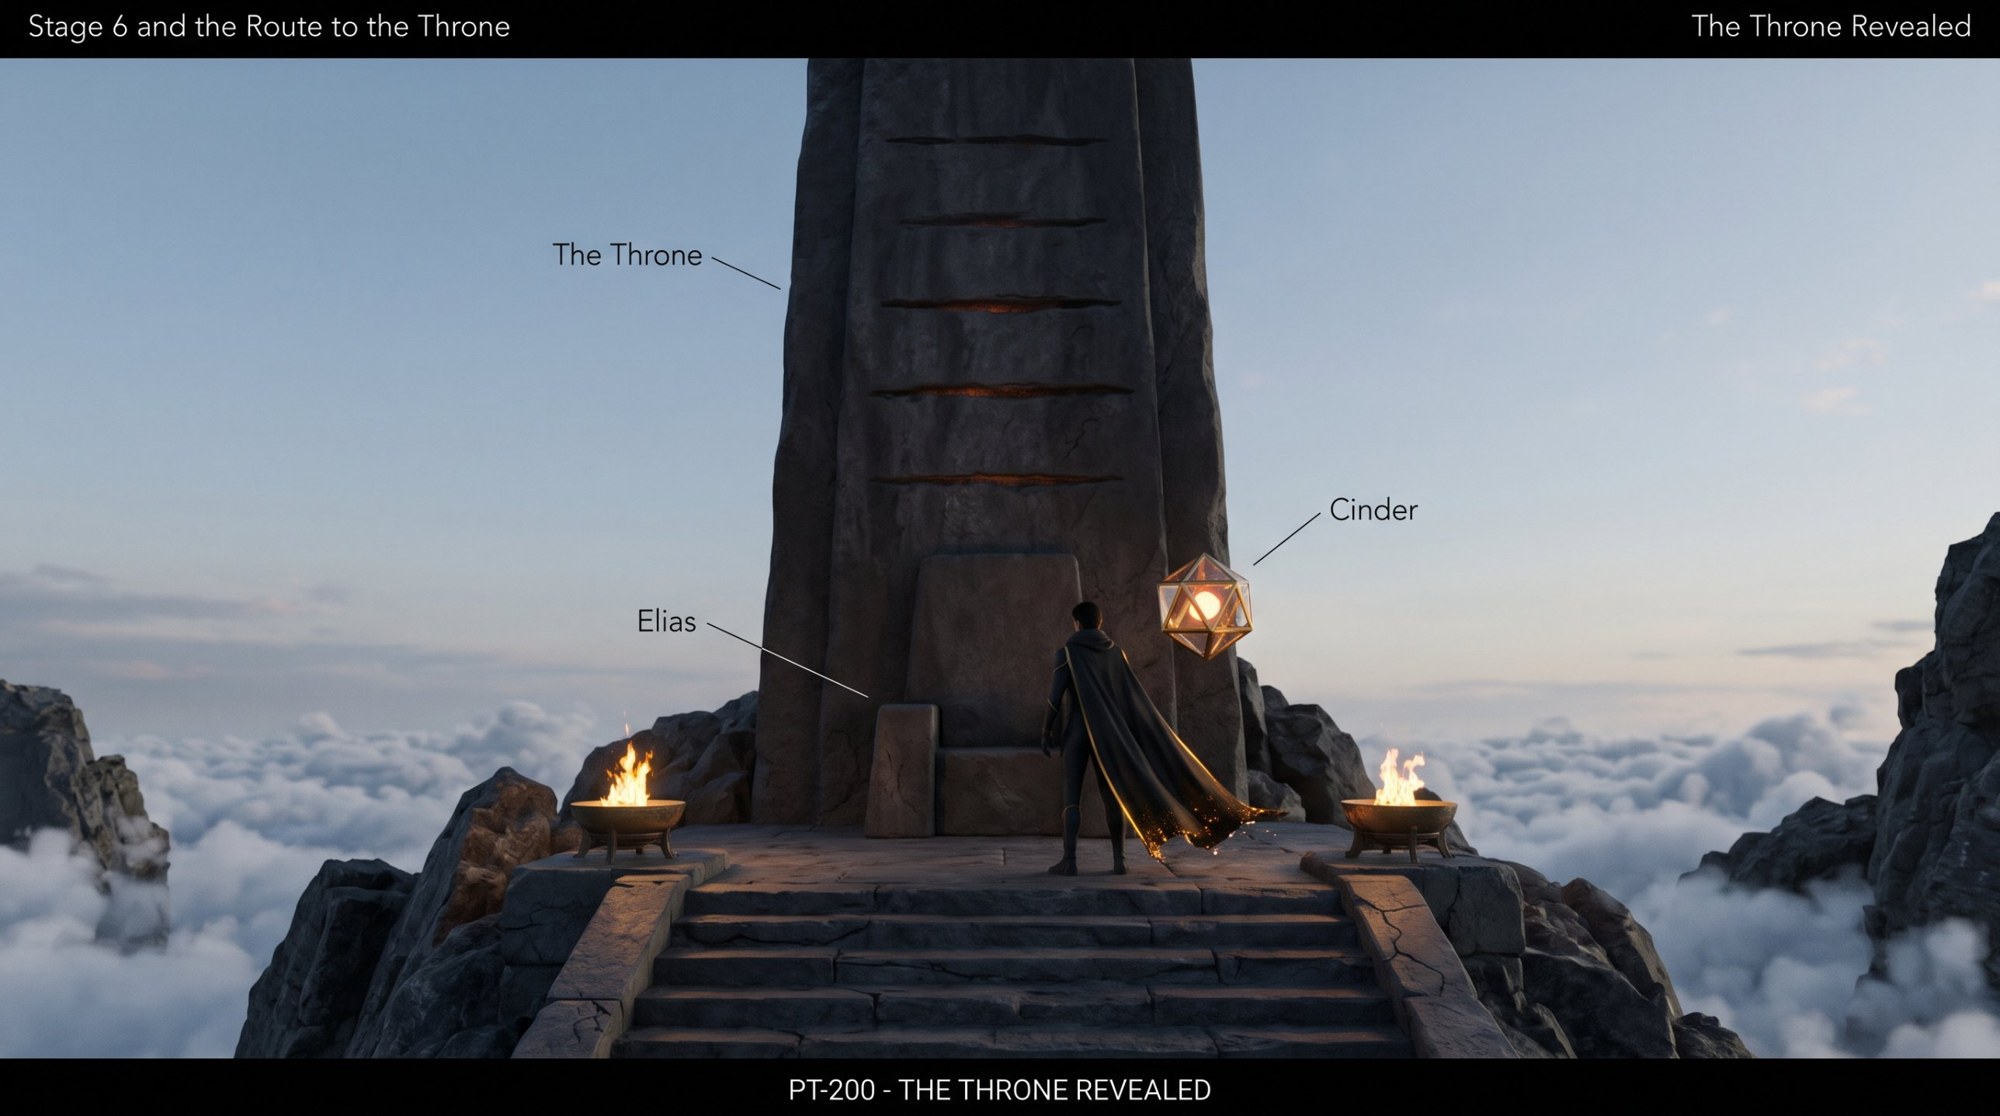 Stage 6 and the Route to the Throne
The Throne Revealed
The Throne
Cinder
Elias
PT-200 - THE THRONE REVEALED